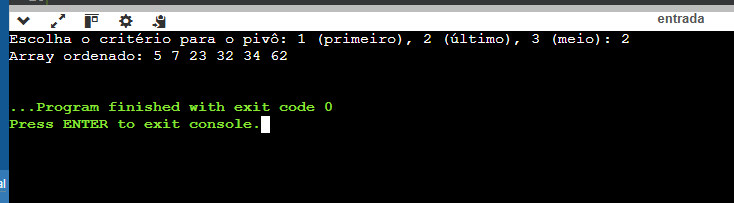 entrada
Escolha o critério para o pivô: 1 (primeiro), 2 (último), 3 (meio): 2
Array ordenado: 5 7 23 32 34 62
...Program finished with exit code 0
Press ENTER to exit console.
al